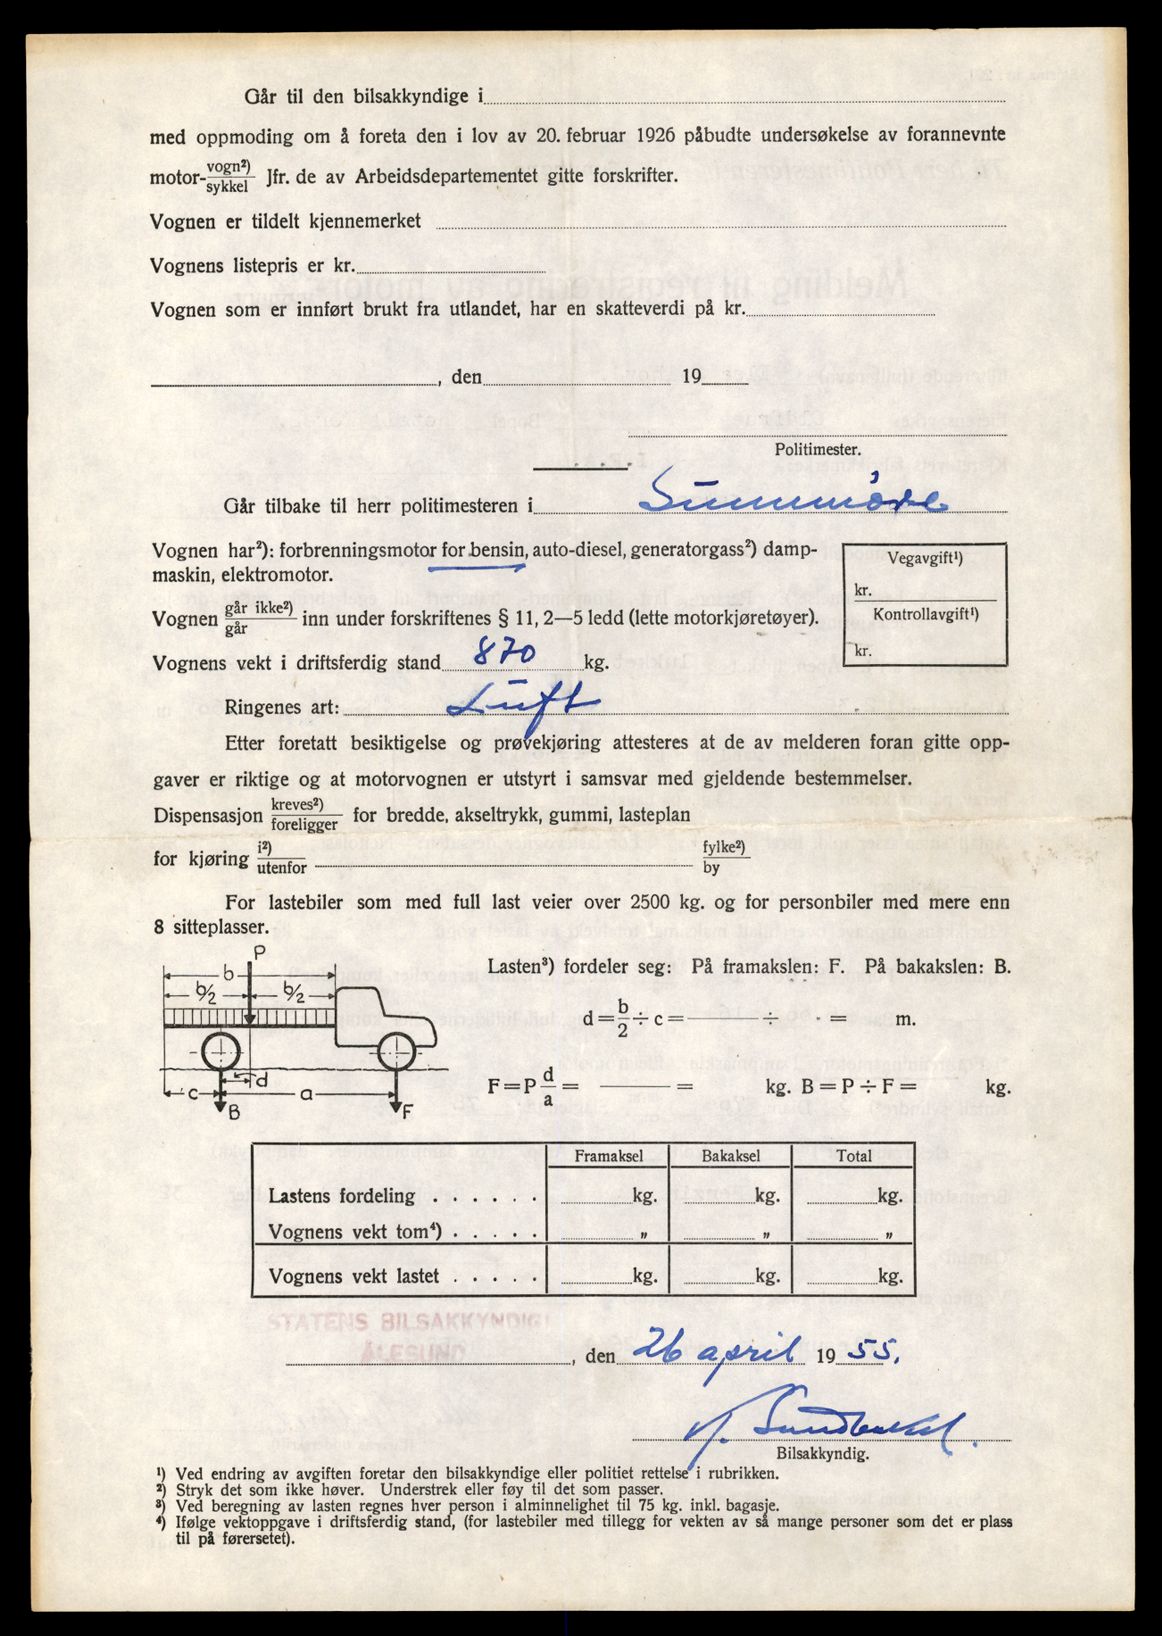 Går til den bilsakkyndige i
med oppmoding om å foreta den i lov av 20. februar 1926 påbudte undersøkelse av forannevnte
motor- vogn²) / sykkel Jfr. de av Arbeidsdepartementet gitte forskrifter.
Vognen er tildelt kjennemerket
Vognens listepris er kr.
Vognen som er innført brukt fra utlandet, har en skatteverdi på kr.
, den 19
Politimester.
Går tilbake til herr politimesteren i Sunnmøre
Vognen har²): forbrenningsmotor for bensin, auto-diesel, generatorgass²) damp-
maskin, elektromotor.
Vegavgift¹)
kr.
Kontrollavgift¹)
kr.
Vognen går ikke²) / går inn under forskriftenes § 11, 2—5 ledd (lette motorkjøretøyer).
Vognens vekt i driftsferdig stand 870 kg.
Ringenes art: Luft
Etter foretatt besiktigelse og prøvekjøring attesteres at de av melderen foran gitte opp-
gaver er riktige og at motorvognen er utstyrt i samsvar med gjeldende bestemmelser.
Dispensasjon kreves²) / foreligger for bredde, akseltrykk, gummi, lasteplan
for kjøring i²) / utenfor fylke²) / by
For lastebiler som med full last veier over 2500 kg. og for personbiler med mere enn
8 sitteplasser.
P
b
b/2 b/2
d
c a
B F
Lasten³) fordeler seg: På framakslen: F. På bakakslen: B.
d = b/2 ÷ c = ——— ÷ · = m.
F = P d/a = ——— = kg. B = P ÷ F = kg.
Framaksel Bakaksel Total
Lastens fordeling . . . . . . kg. kg. kg.
Vognens vekt tom⁴) . . . . . „ „ „
Vognens vekt lastet . . . . . kg. kg. kg.
STATENS BILSAKKYNDIGE
ÅLESUND
, den 26 april 19 55.
Bilsakkyndig.
¹) Ved endring av avgiften foretar den bilsakkyndige eller politiet rettelse i rubrikken.
²) Stryk det som ikke høver. Understrek eller føy til det som passer.
³) Ved beregning av lasten regnes hver person i alminnelighet til 75 kg. inkl. bagasje.
⁴) Ifølge vektoppgave i driftsferdig stand, (for lastebiler med tillegg for vekten av så mange personer som det er plass
til på førersetet).